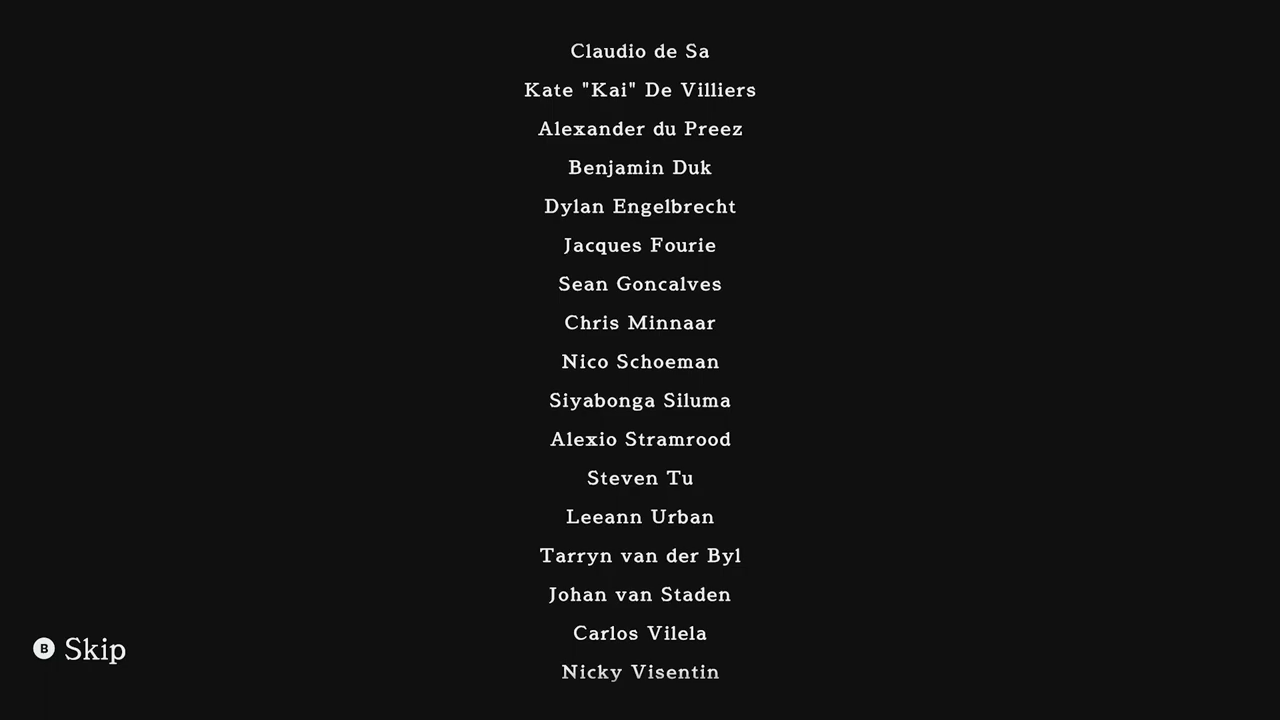 Claudio de Sa
Kate "Kai" De Villiers
Alexander du Preez
Benjamin Duk
Dylan Engelbrecht
Jacques Fourie
Sean Goncalves
Chris Minnaar
Nico Schoeman
Siyabonga Siluma
Alexio Stramrood
Steven Tu
Leeann Urban
Tarryn van der Byl
Johan van Staden
Carlos Vilela
B Skip
Nicky Visentin